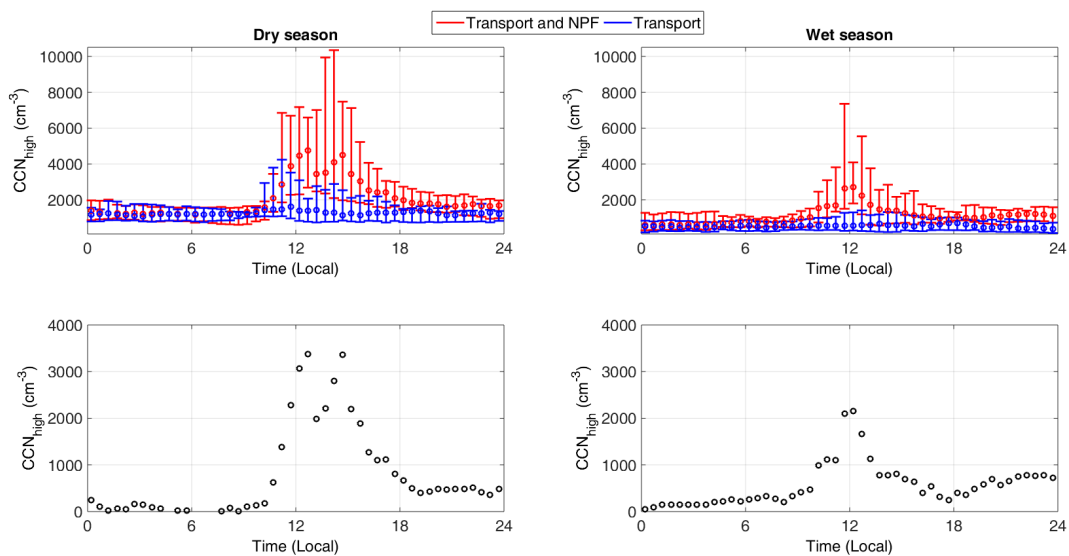 Transport and NPF Transport
Dry season
10000
8000
6000
4000
2000
CCNhigh (cm-3)
0 6 12 18 24
Time (Local)
Wet season
10000
8000
6000
4000
2000
CCNhigh (cm-3)
0 6 12 18 24
Time (Local)
4000
3000
2000
1000
0
CCNhigh (cm-3)
0 6 12 18 24
Time (Local)
4000
3000
2000
1000
0
CCNhigh (cm-3)
0 6 12 18 24
Time (Local)